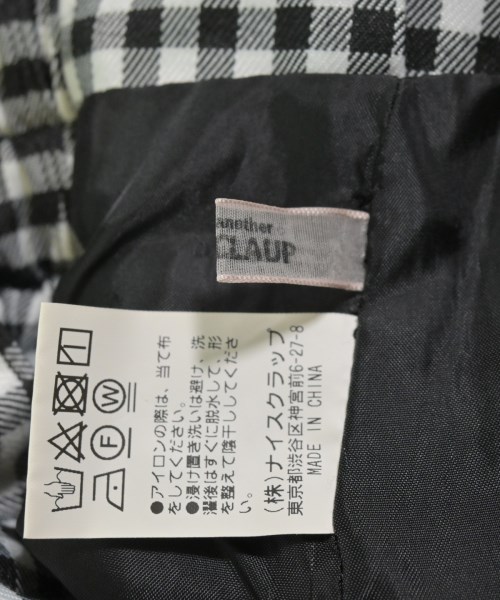 another
CLAUP
F
W
●アイロンの際は、当て布
をしてください。
●浸け置き洗いは避け、洗
濯後はすぐに脱水して、形
を整えて陰干ししてくださ
い。
(株)ナイスクラップ
東京都渋谷区神宮前6-27-8
MADE IN CHINA